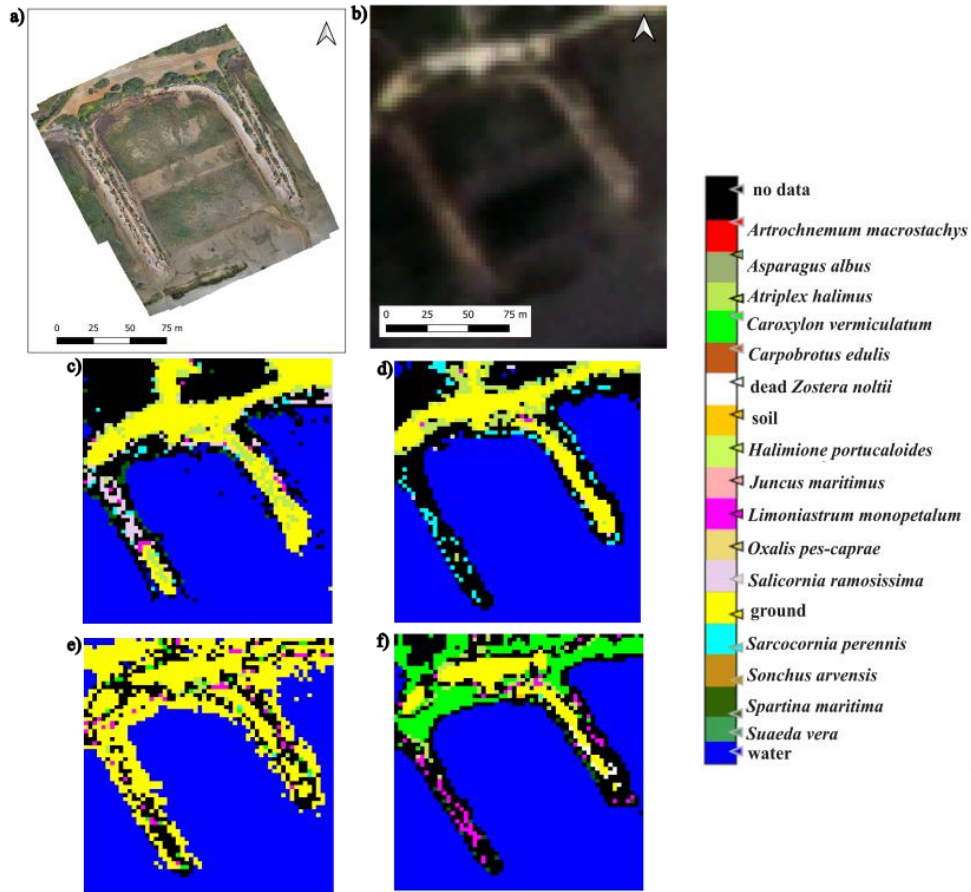 a)
b)
0 25 50 75 m
0 25 50 75 m
c)
d)
e)
f)
no data
Artrochnemum macrostachys
Asparagus albus
Atriplex halimus
Caroxylon vermiculatum
Carpobrotus edulis
dead Zostera noltii
soil
Halimione portucaloides
Juncus maritimus
Limoniastrum monopetalum
Oxalis pes-caprae
Salicornia ramosissima
ground
Sarcocornia perennis
Sonchus arvensis
Spartina maritima
Suaeda vera
water